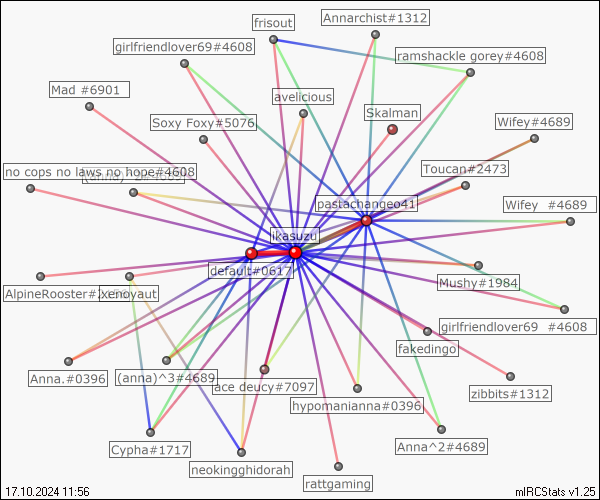 Annarchist#1312
frisout
girlfriendlover69#4608
ramshackle gorey#4608
Mad #6901
avelicious
Skalman
Soxy Foxy#5076
Wifey#4689
no cops no laws no hope#4608
Toucan#2473
pastachangeo41
Wifey #4689
ikasuzu
default#0617
Mushy#1984
AlpineRooster#
xenoyaut
girlfriendlover69 #4608
fakedingo
Anna.#0396
(anna)^3#4689
ace deucy#7097
zibbits#1312
hypomanianna#0396
Cypha#1717
Anna^2#4689
neokingghidorah
rattgaming
17.10.2024 11:56
mIRCStats v1.25